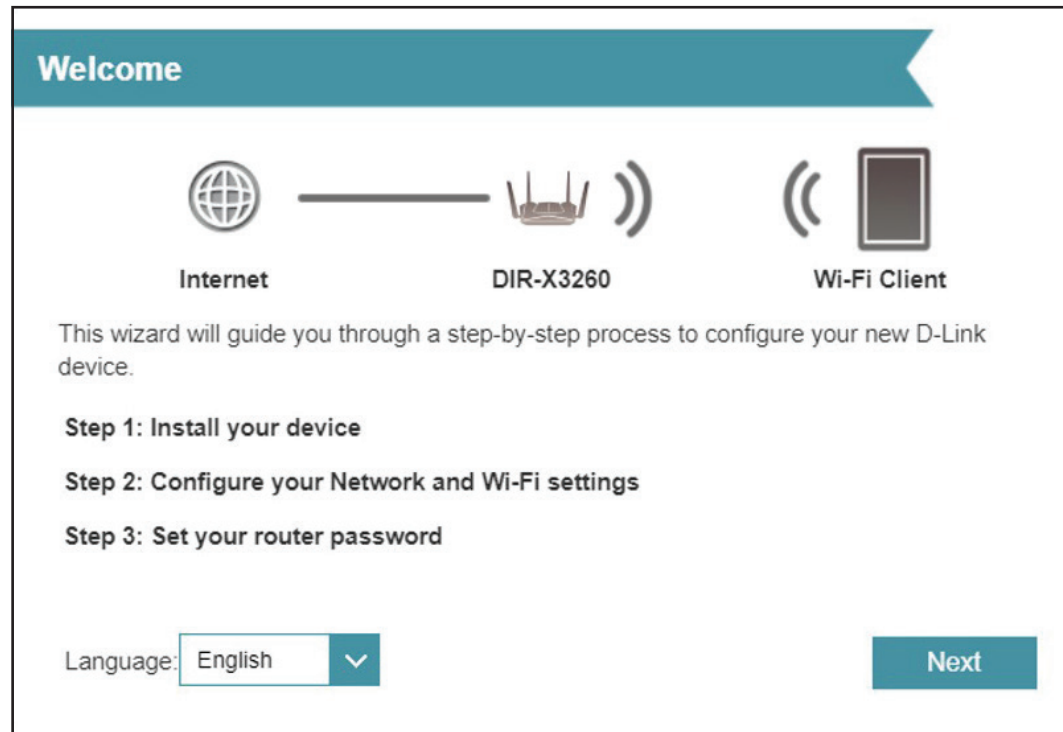 Welcome
Internet
DIR-X3260
Wi-Fi Client
This wizard will guide you through a step-by-step process to configure your new D-Link
device.
Step 1: Install your device
Step 2: Configure your Network and Wi-Fi settings
Step 3: Set your router password
Language: English
Next